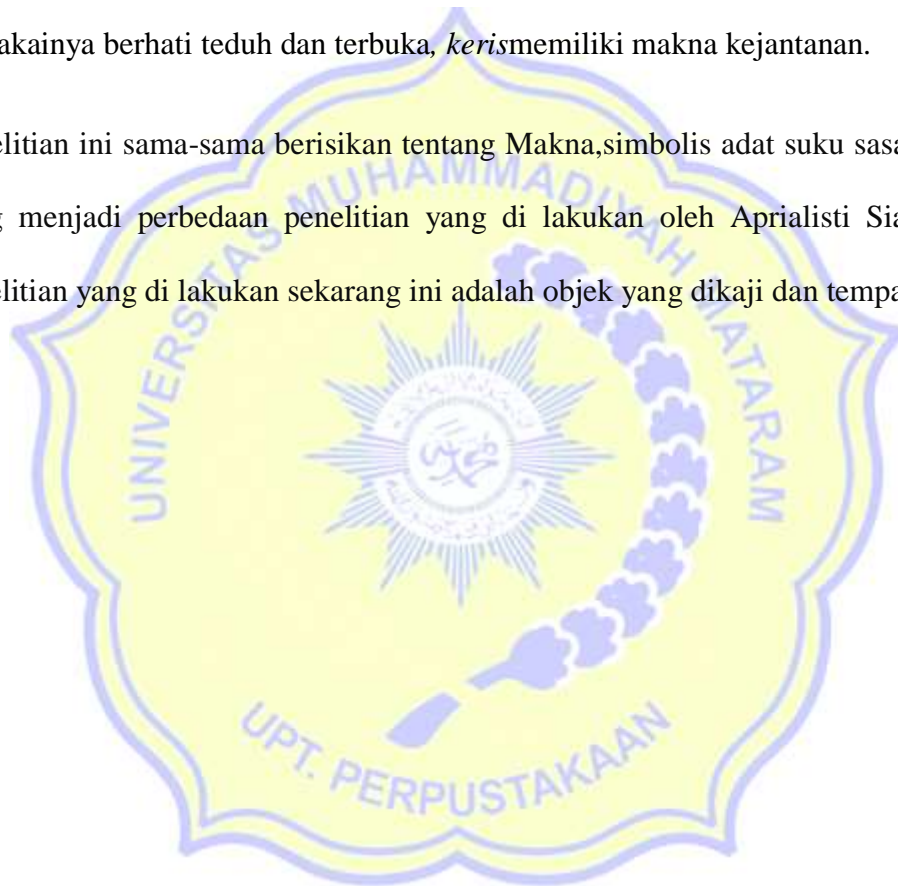 akainya berhati teduh dan terbuka, kerismemiliki makna kejantanan.
elitian ini sama-sama berisikan tentang Makna,simbolis adat suku sasa
g menjadi perbedaan penelitian yang di lakukan oleh Aprialisti Sia
elitian yang di lakukan sekarang ini adalah objek yang dikaji dan tempa
UNIVERSITAS MUHAMMADIYAH MATARAM
UPT. PERPUSTAKAAN